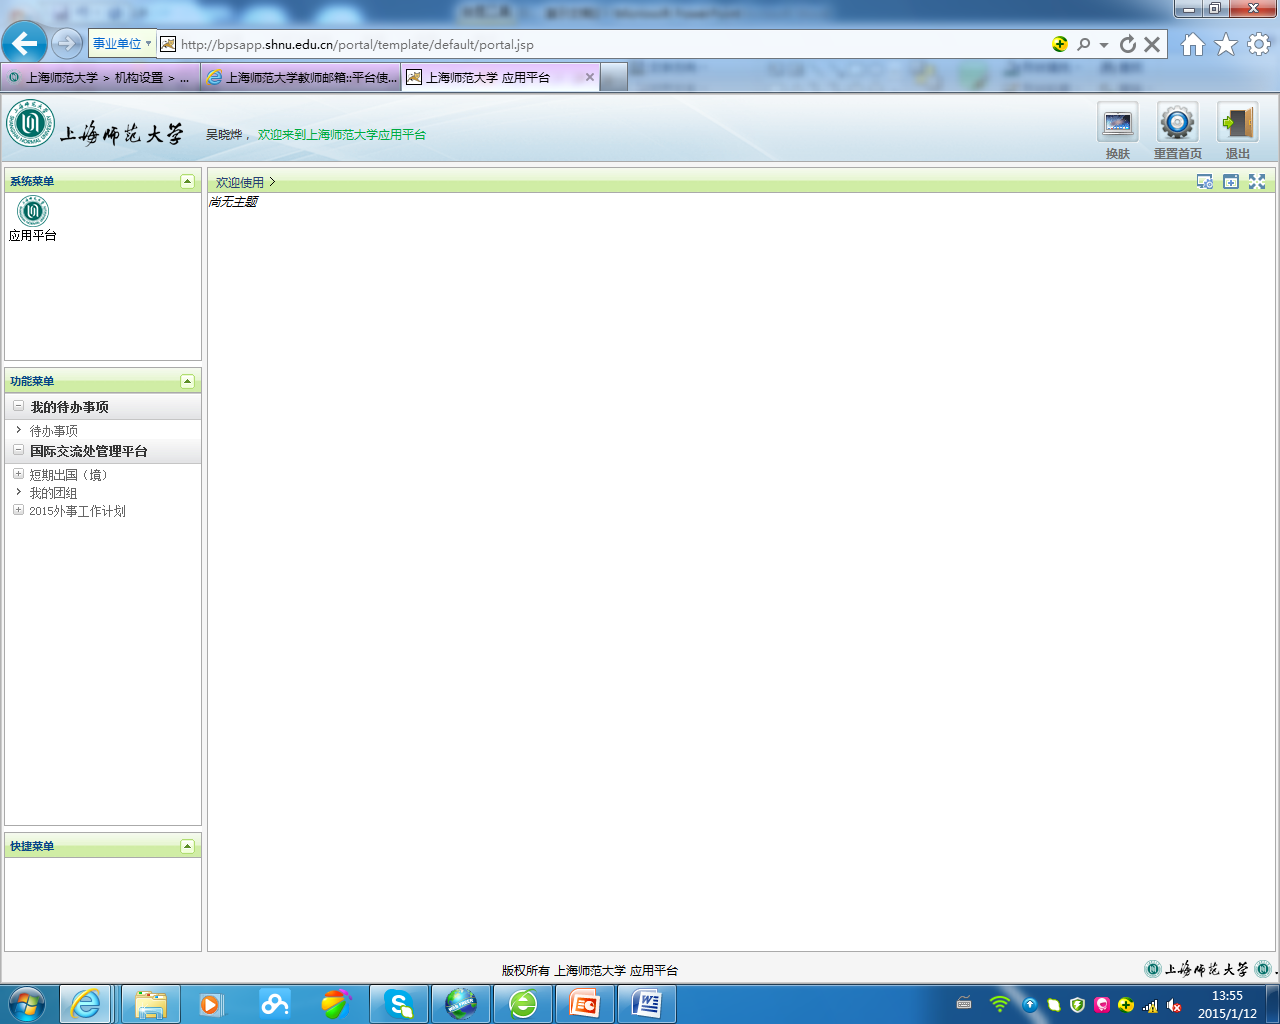 事业单位
http://bpsapp.shnu.edu.cn/portal/template/default/portal.jsp
上海师范大学 > 机构设置 > ...
上海师范大学教师邮箱::平台使...
上海师范大学 应用平台
上海师范大学
吴晓烨， 欢迎来到上海师范大学应用平台
换肤
重置首页
退出
系统菜单
应用平台
欢迎使用
尚无主题
功能菜单
我的待办事项
待办事项
国际交流处管理平台
短期出国（境）
我的团组
2015外事工作计划
快捷菜单
版权所有 上海师范大学 应用平台
上海师范大学
13:55
2015/1/12